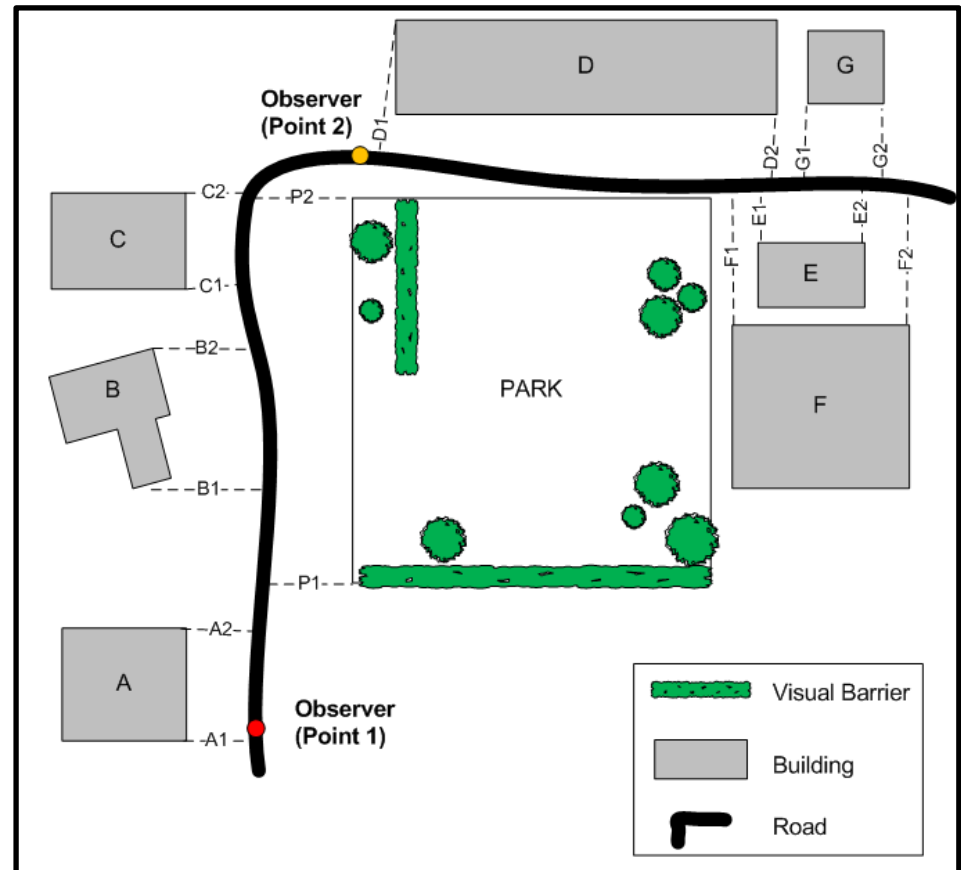 D
G
Observer
(Point 2)
D1
D2
G1
G2
C2
P2
C
C1
E1
E2
F1
F2
E
B2
B
PARK
F
B1
P1
A2
A
Observer
(Point 1)
A1
Visual Barrier
Building
Road